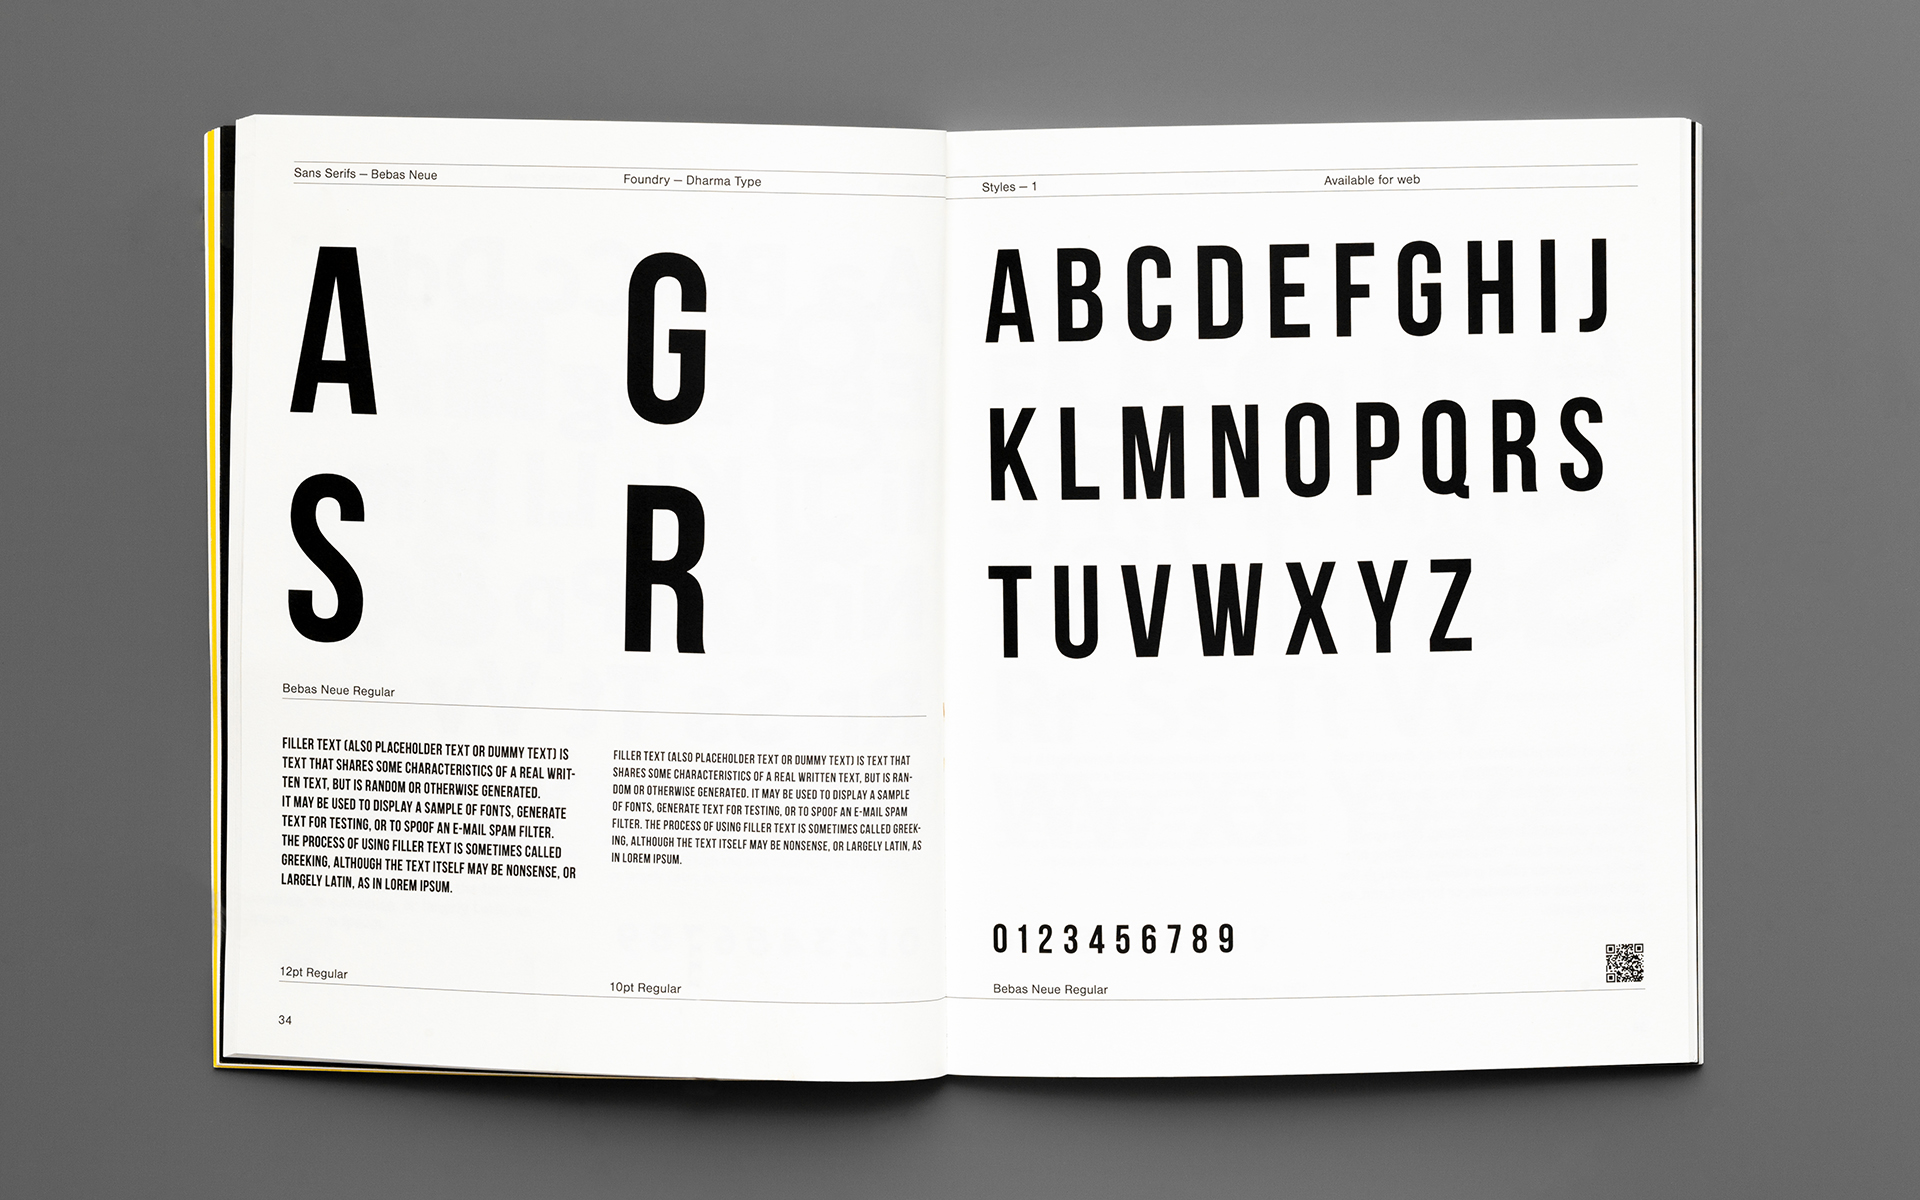 Sans Serifs — Bebas Neue
Foundry — Dharma Type
A G
S R
Bebas Neue Regular
FILLER TEXT (ALSO PLACEHOLDER TEXT OR DUMMY TEXT) IS
TEXT THAT SHARES SOME CHARACTERISTICS OF A REAL WRIT-
TEN TEXT, BUT IS RANDOM OR OTHERWISE GENERATED.
IT MAY BE USED TO DISPLAY A SAMPLE OF FONTS, GENERATE
TEXT FOR TESTING, OR TO SPOOF AN E-MAIL SPAM FILTER.
THE PROCESS OF USING FILLER TEXT IS SOMETIMES CALLED
GREEKING, ALTHOUGH THE TEXT ITSELF MAY BE NONSENSE, OR
LARGELY LATIN, AS IN LOREM IPSUM.
12pt Regular
FILLER TEXT (ALSO PLACEHOLDER TEXT OR DUMMY TEXT) IS TEXT THAT
SHARES SOME CHARACTERISTICS OF A REAL WRITTEN TEXT, BUT IS RAN-
DOM OR OTHERWISE GENERATED. IT MAY BE USED TO DISPLAY A SAMPLE
OF FONTS, GENERATE TEXT FOR TESTING, OR TO SPOOF AN E-MAIL SPAM
FILTER. THE PROCESS OF USING FILLER TEXT IS SOMETIMES CALLED GREEK-
ING, ALTHOUGH THE TEXT ITSELF MAY BE NONSENSE, OR LARGELY LATIN, AS
IN LOREM IPSUM.
10pt Regular
34
Styles — 1
Available for web
ABCDEFGHIJ
KLMNOPQRS
TUVWXYZ
0123456789
Bebas Neue Regular